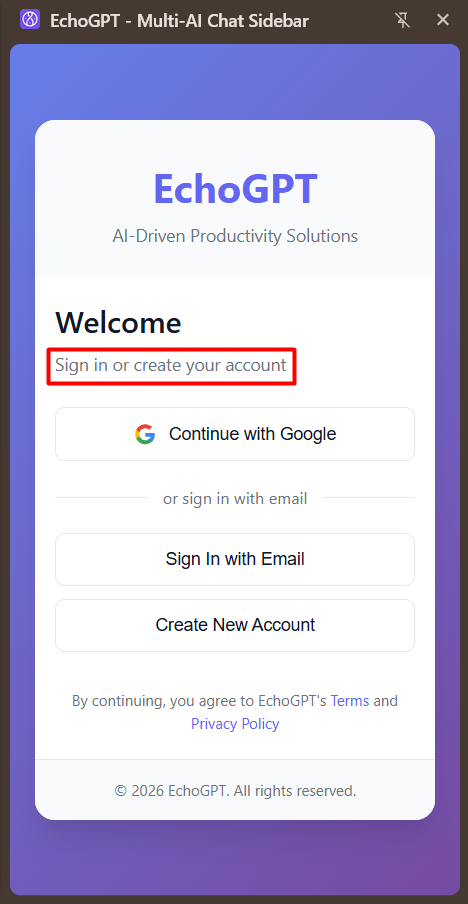 EchoGPT - Multi-AI Chat Sidebar
EchoGPT
AI-Driven Productivity Solutions
Welcome
Sign in or create your account
Continue with Google
or sign in with email
Sign In with Email
Create New Account
By continuing, you agree to EchoGPT's Terms and
Privacy Policy
© 2026 EchoGPT. All rights reserved.